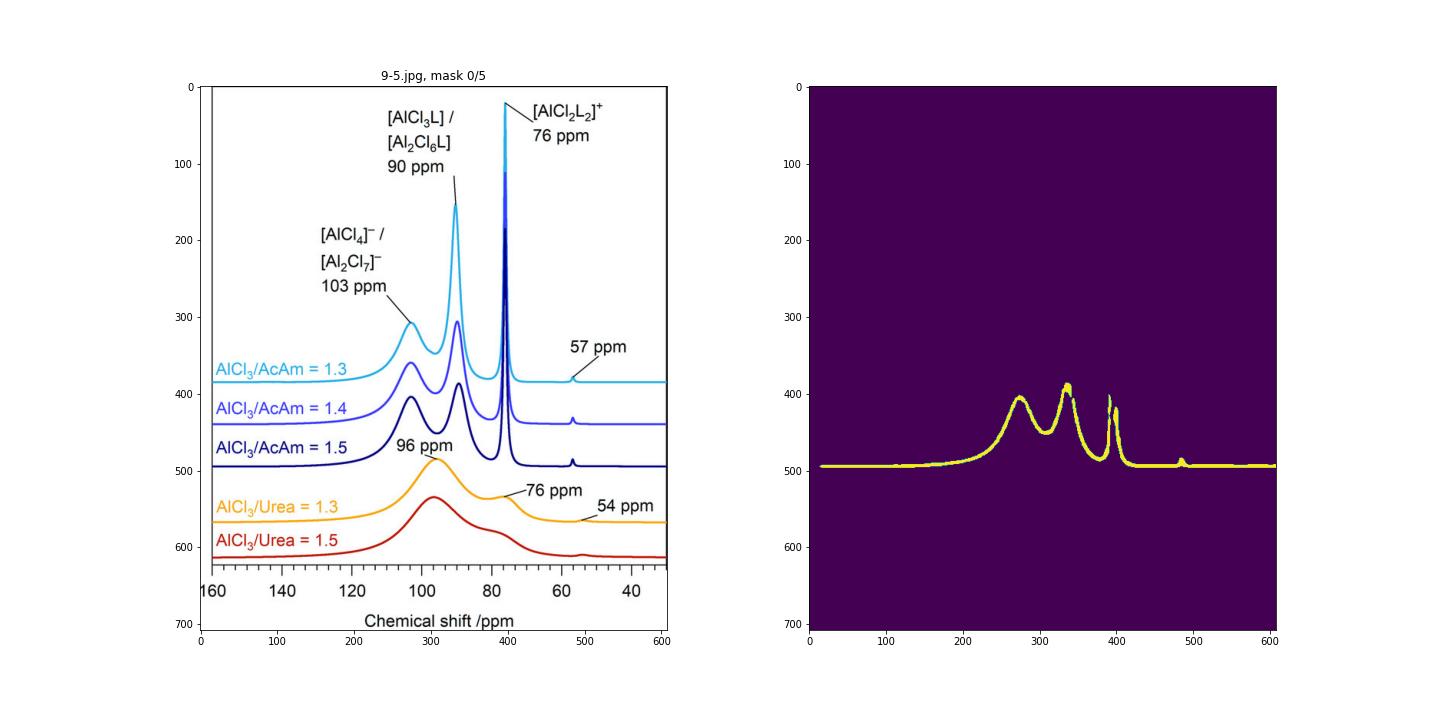 9-5.jpg, mask 0/5
0
100
200
300
400
500
600
700
[AlCl₃L] /
[Al₂Cl₆L]
90 ppm
[AlCl₂L₂]⁺
76 ppm
[AlCl₄]⁻ /
[Al₂Cl₇]⁻
103 ppm
57 ppm
AlCl₃/AcAm = 1.3
AlCl₃/AcAm = 1.4
AlCl₃/AcAm = 1.5
96 ppm
76 ppm
54 ppm
AlCl₃/Urea = 1.3
AlCl₃/Urea = 1.5
160 140 120 100 80 60 40
Chemical shift /ppm
0 100 200 300 400 500 600
0
100
200
300
400
500
600
700
0 100 200 300 400 500 600